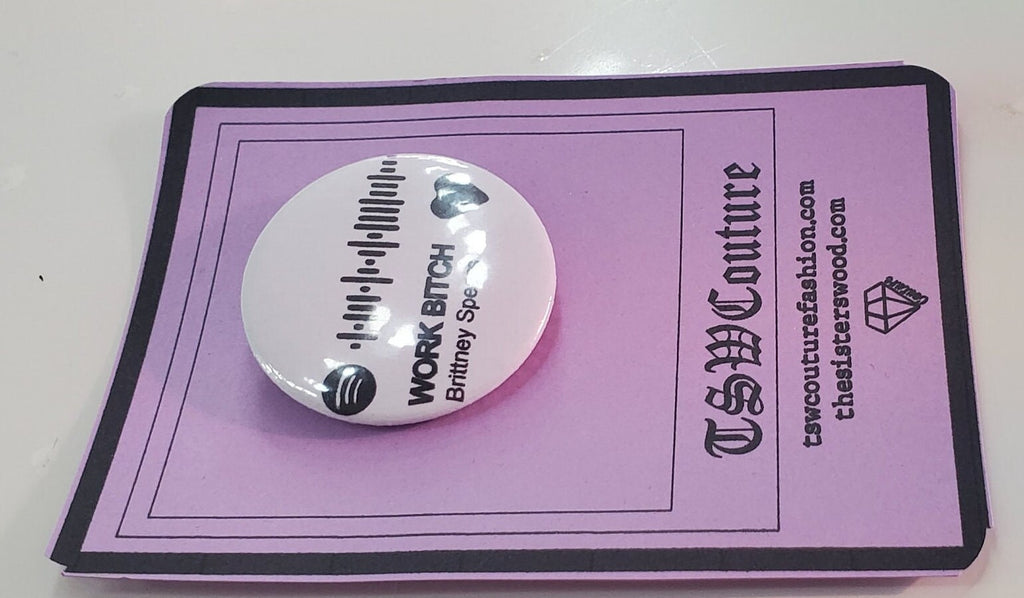 WORK BITCH
Brittney
TSWCouture
tswcouturefashion.com
thesisterswood.com